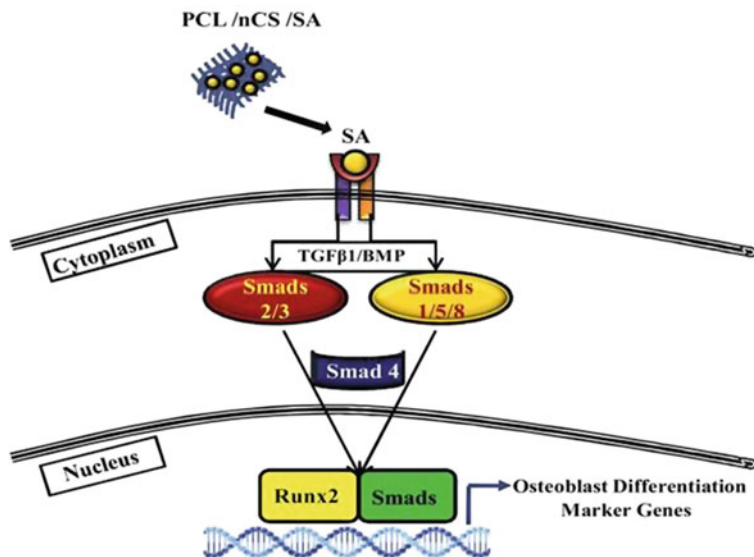 PCL /nCS /SA
SA
Cytoplasm
TGFβ1/BMP
Smads
2/3
Smads
1/5/8
Smad 4
Nucleus
Runx2
Smads
Osteoblast Differentiation
Marker Genes